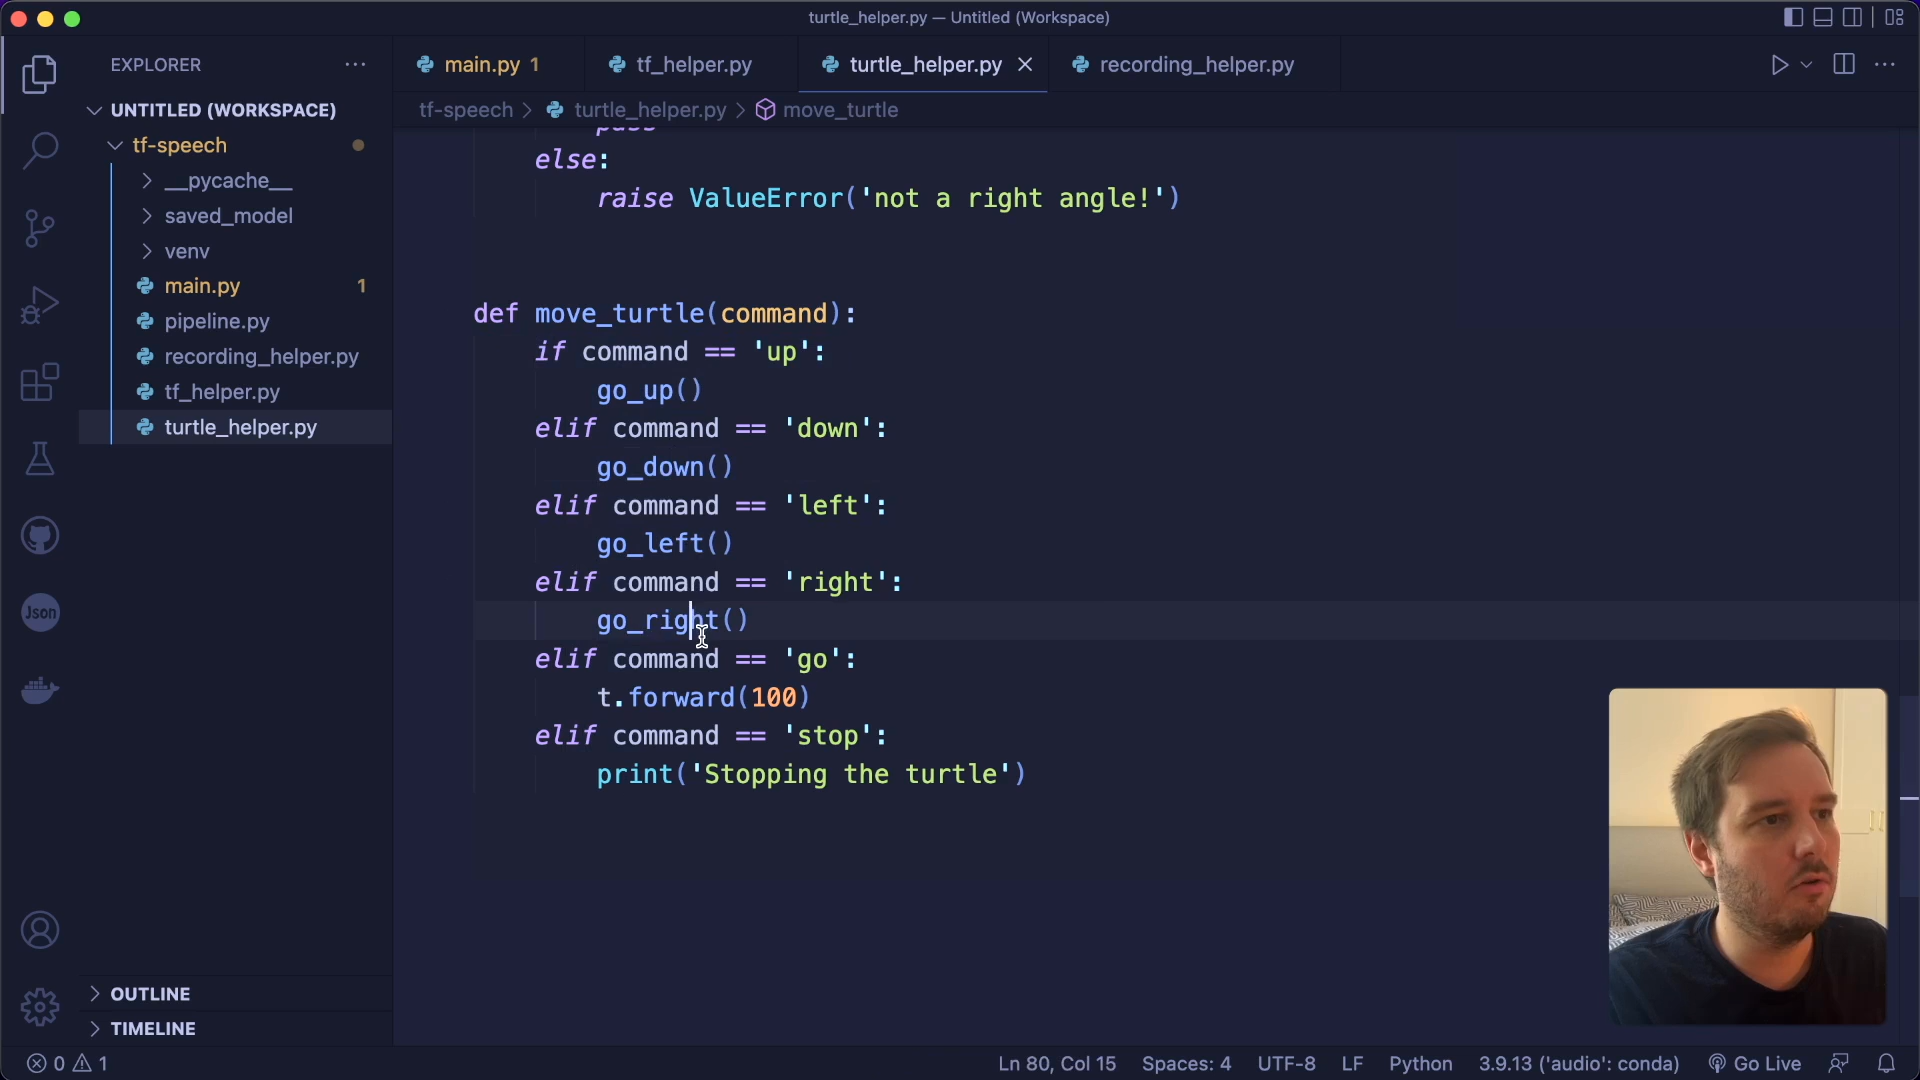 turtle_helper.py — Untitled (Workspace)
EXPLORER
main.py 1
tf_helper.py
turtle_helper.py
recording_helper.py
UNTITLED (WORKSPACE)
tf-speech > turtle_helper.py > move_turtle
tf-speech
__pycache__
saved_model
venv
main.py 1
pipeline.py
recording_helper.py
tf_helper.py
turtle_helper.py
pass
else:
raise ValueError('not a right angle!')
def move_turtle(command):
if command == 'up':
go_up()
elif command == 'down':
go_down()
elif command == 'left':
go_left()
elif command == 'right':
go_right()
elif command == 'go':
t.forward(100)
elif command == 'stop':
print('Stopping the turtle')
Json
OUTLINE
TIMELINE
0 1
Ln 80, Col 15
Spaces: 4
UTF-8
LF
Python
3.9.13 ('audio': conda)
Go Live